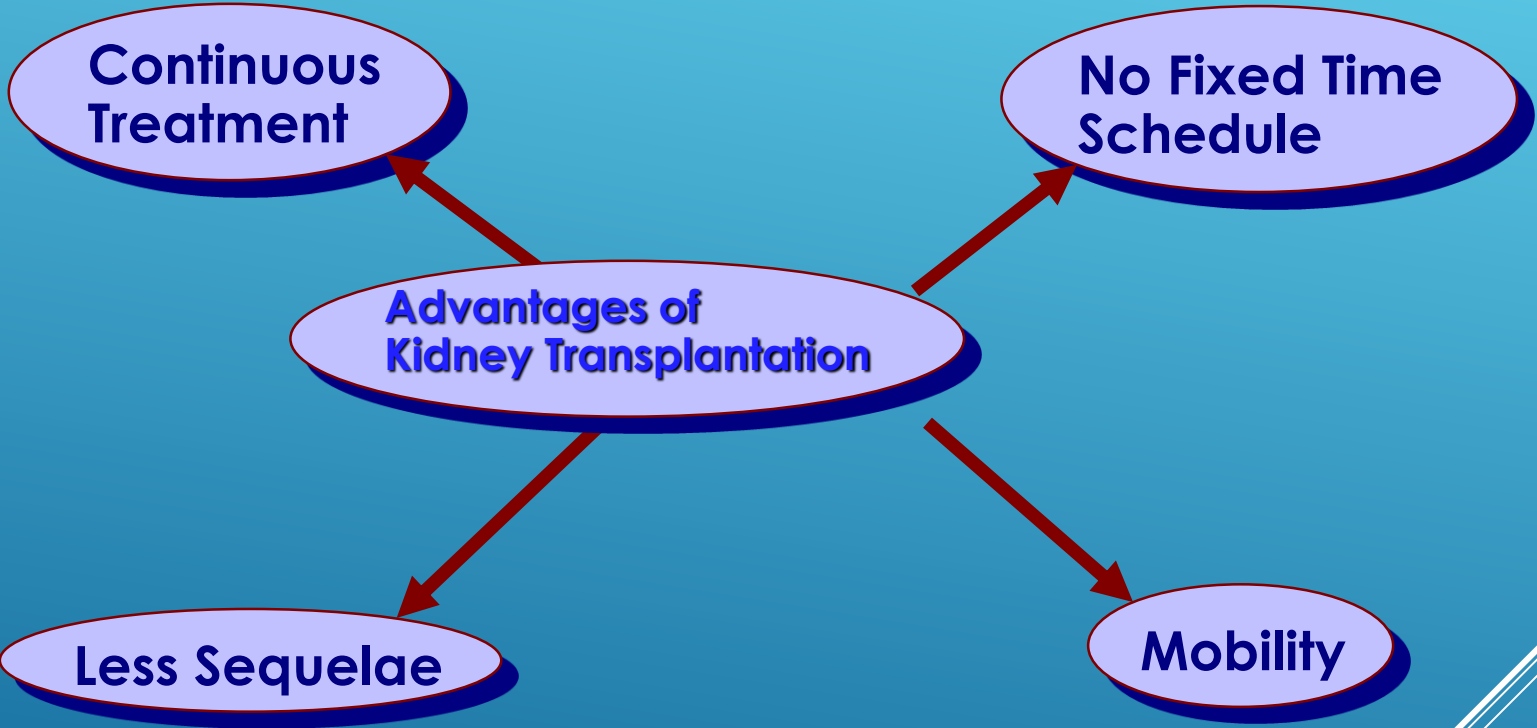 Continuous
Treatment
No Fixed Time
Schedule
Advantages of
Kidney Transplantation
Less Sequelae
Mobility